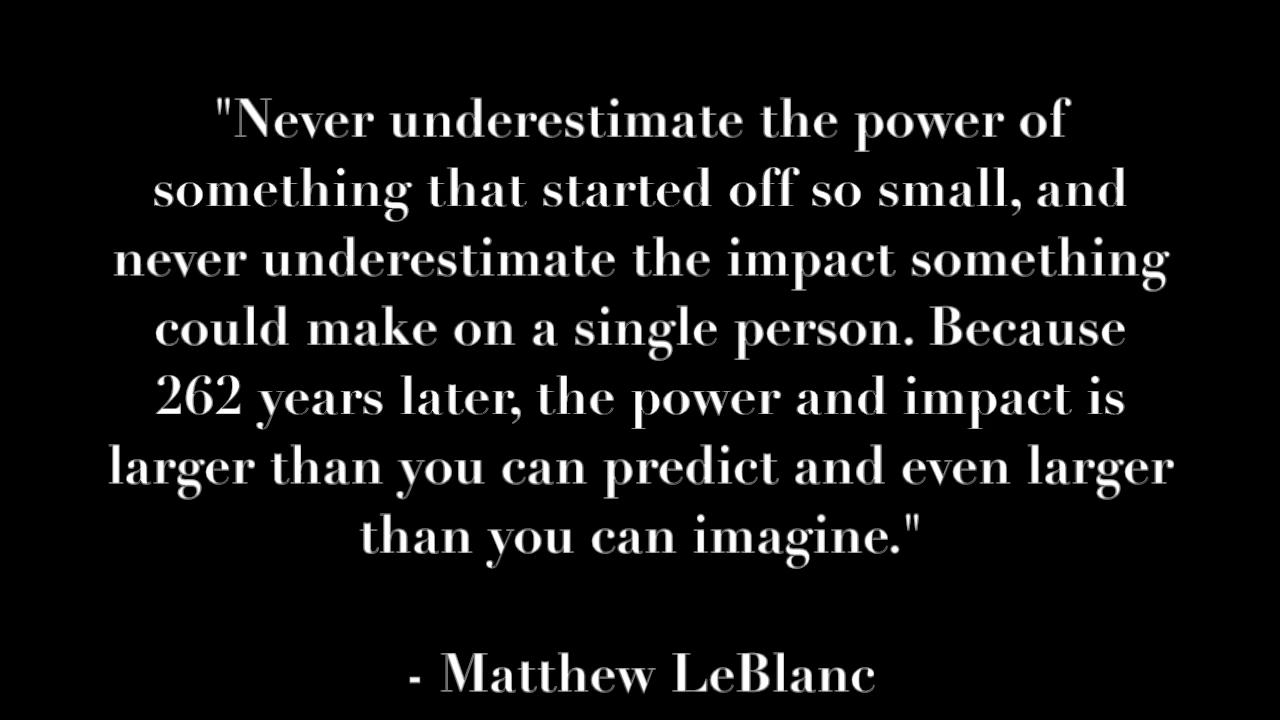 "Never underestimate the power of
something that started off so small, and
never underestimate the impact something
could make on a single person. Because
262 years later, the power and impact is
larger than you can predict and even larger
than you can imagine."
- Matthew LeBlanc